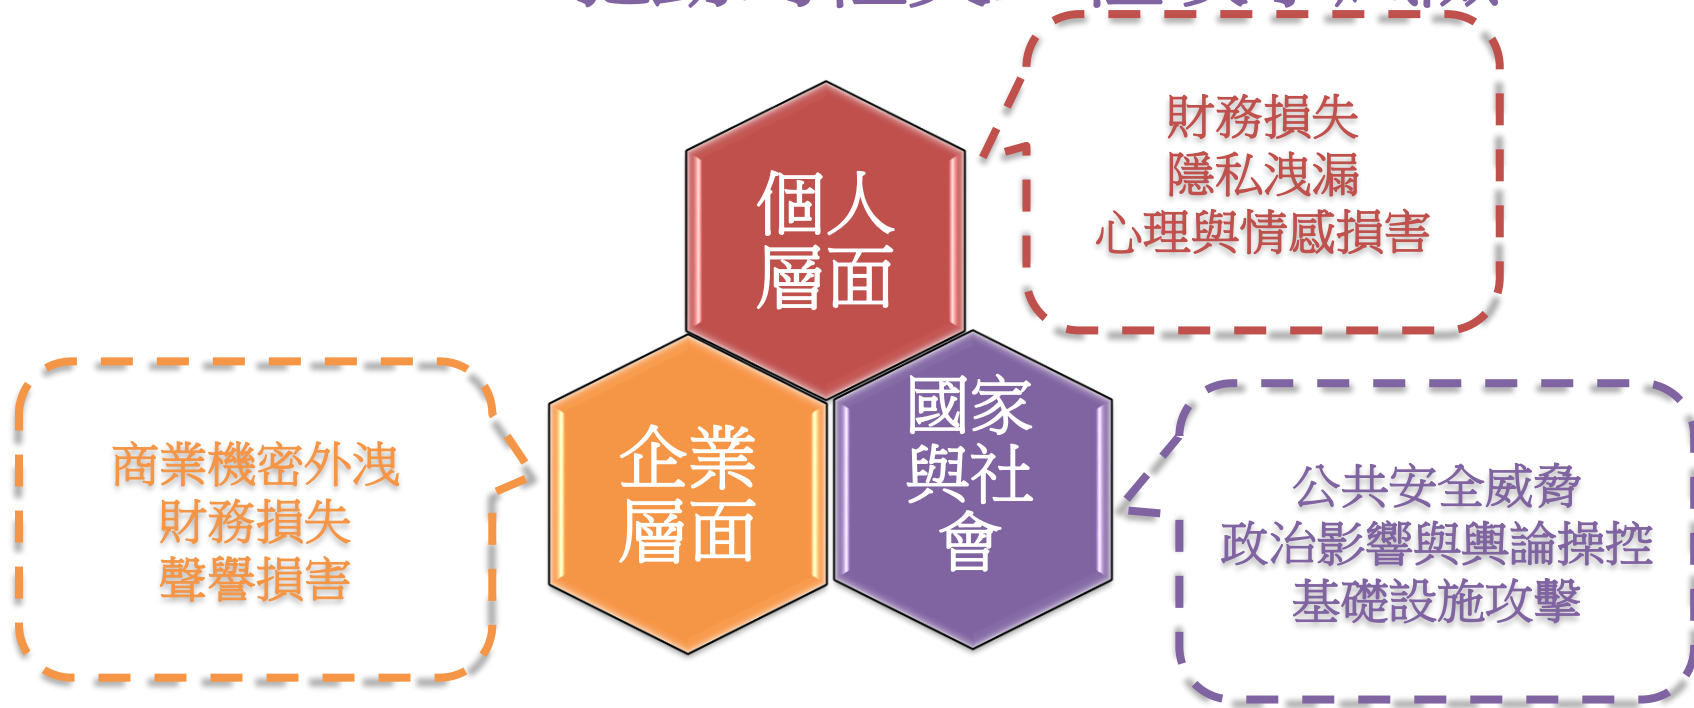 個人
層面
財務損失
隱私洩漏
心理與情感損害
企業
層面
商業機密外洩
財務損失
聲譽損害
國家
與社
會
公共安全威脅
政治影響與輿論操控
基礎設施攻擊